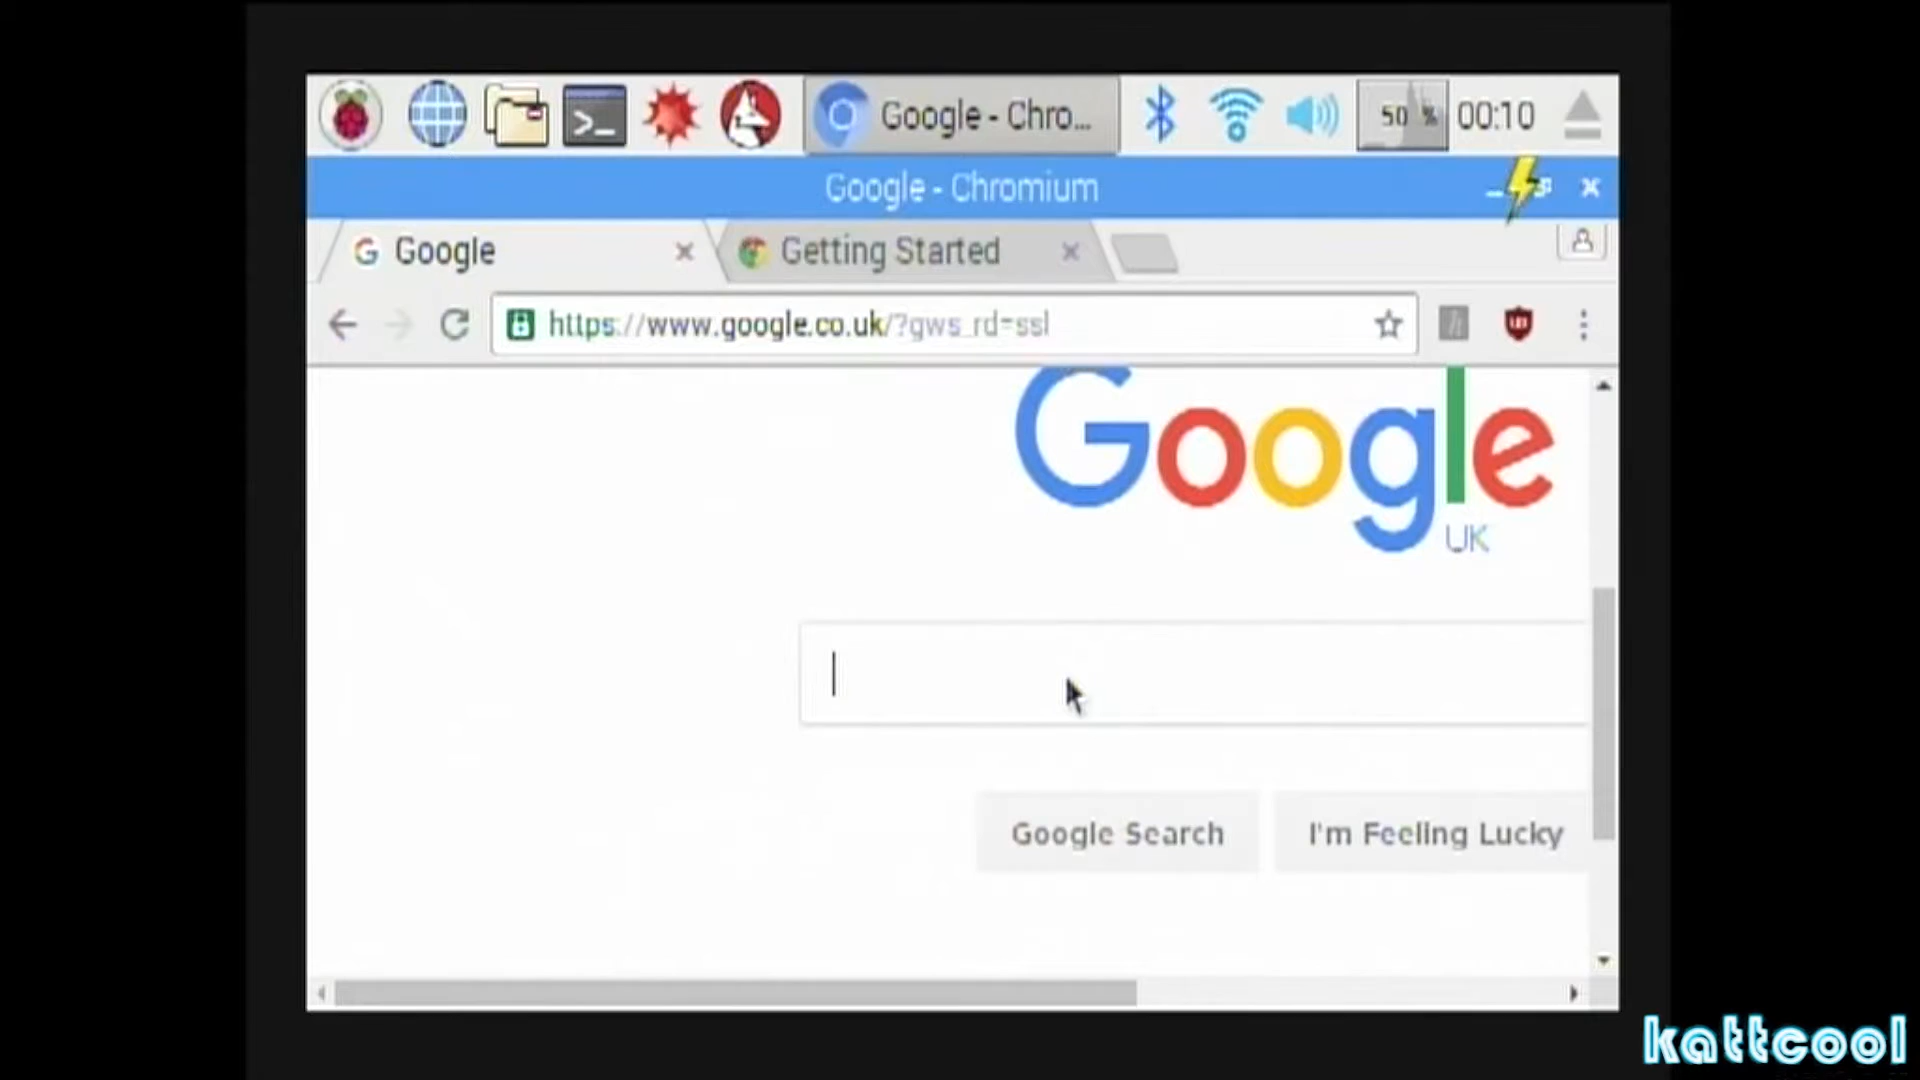 Google - Chro...
50 %
00:10
Google - Chromium
Google
Getting Started
https://www.google.co.uk/?gws_rd=ssl
Google
UK
Google Search
I'm Feeling Lucky
kattcool